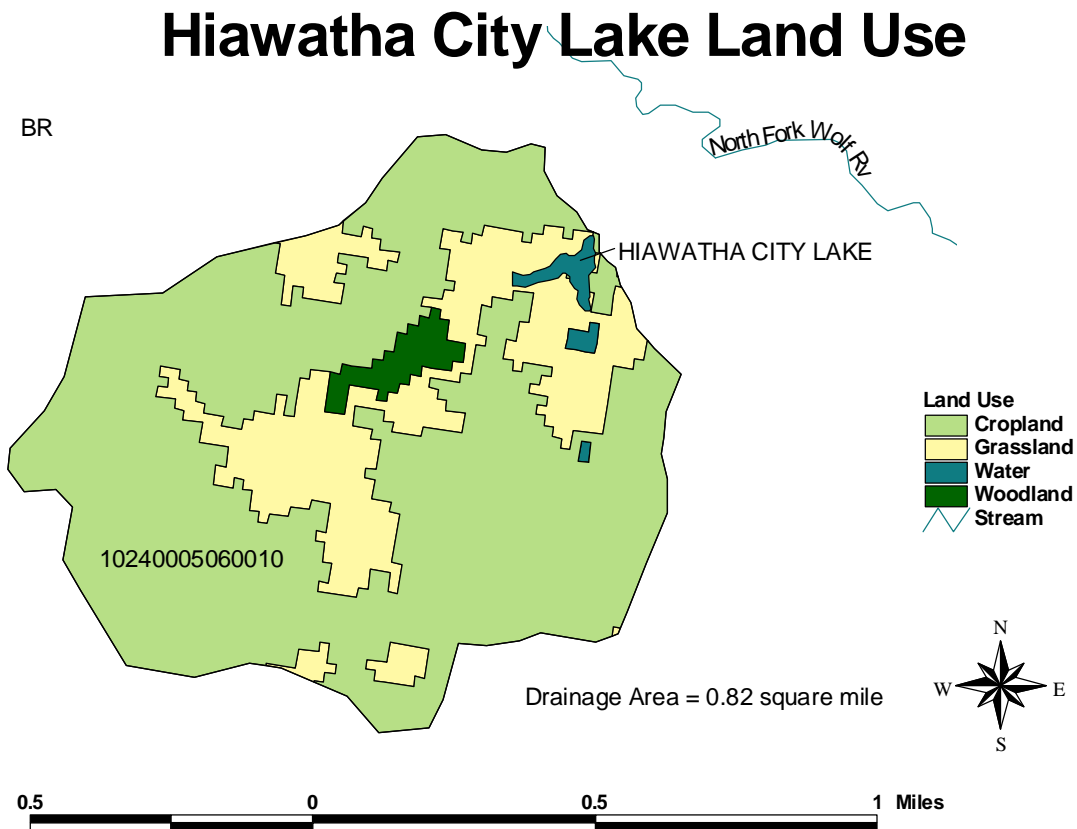 Hiawatha City Lake Land Use
BR
North Fork Wolf Rv
HIAWATHA CITY LAKE
Land Use
Cropland
Grassland
Water
Woodland
Stream
10240005060010
N
W
E
S
Drainage Area = 0.82 square mile
0.5 0 0.5 1 Miles